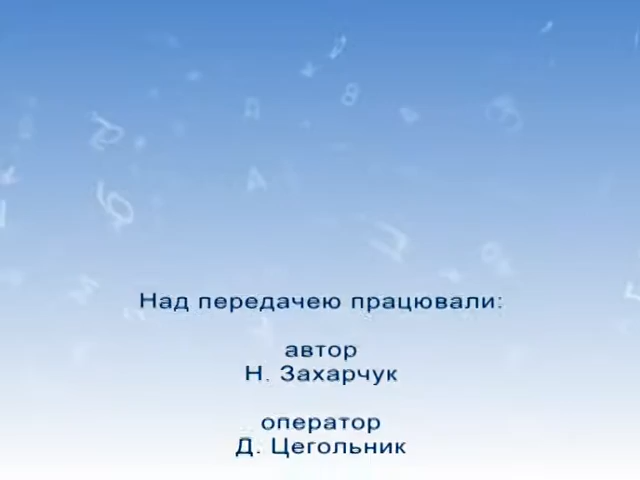 Над передачею працювали:
автор
Н. Захарчук
оператор
Д. Цегольник